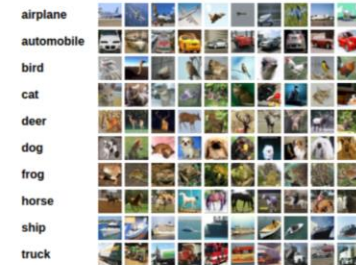 airplane
automobile
bird
cat
deer
dog
frog
horse
ship
truck